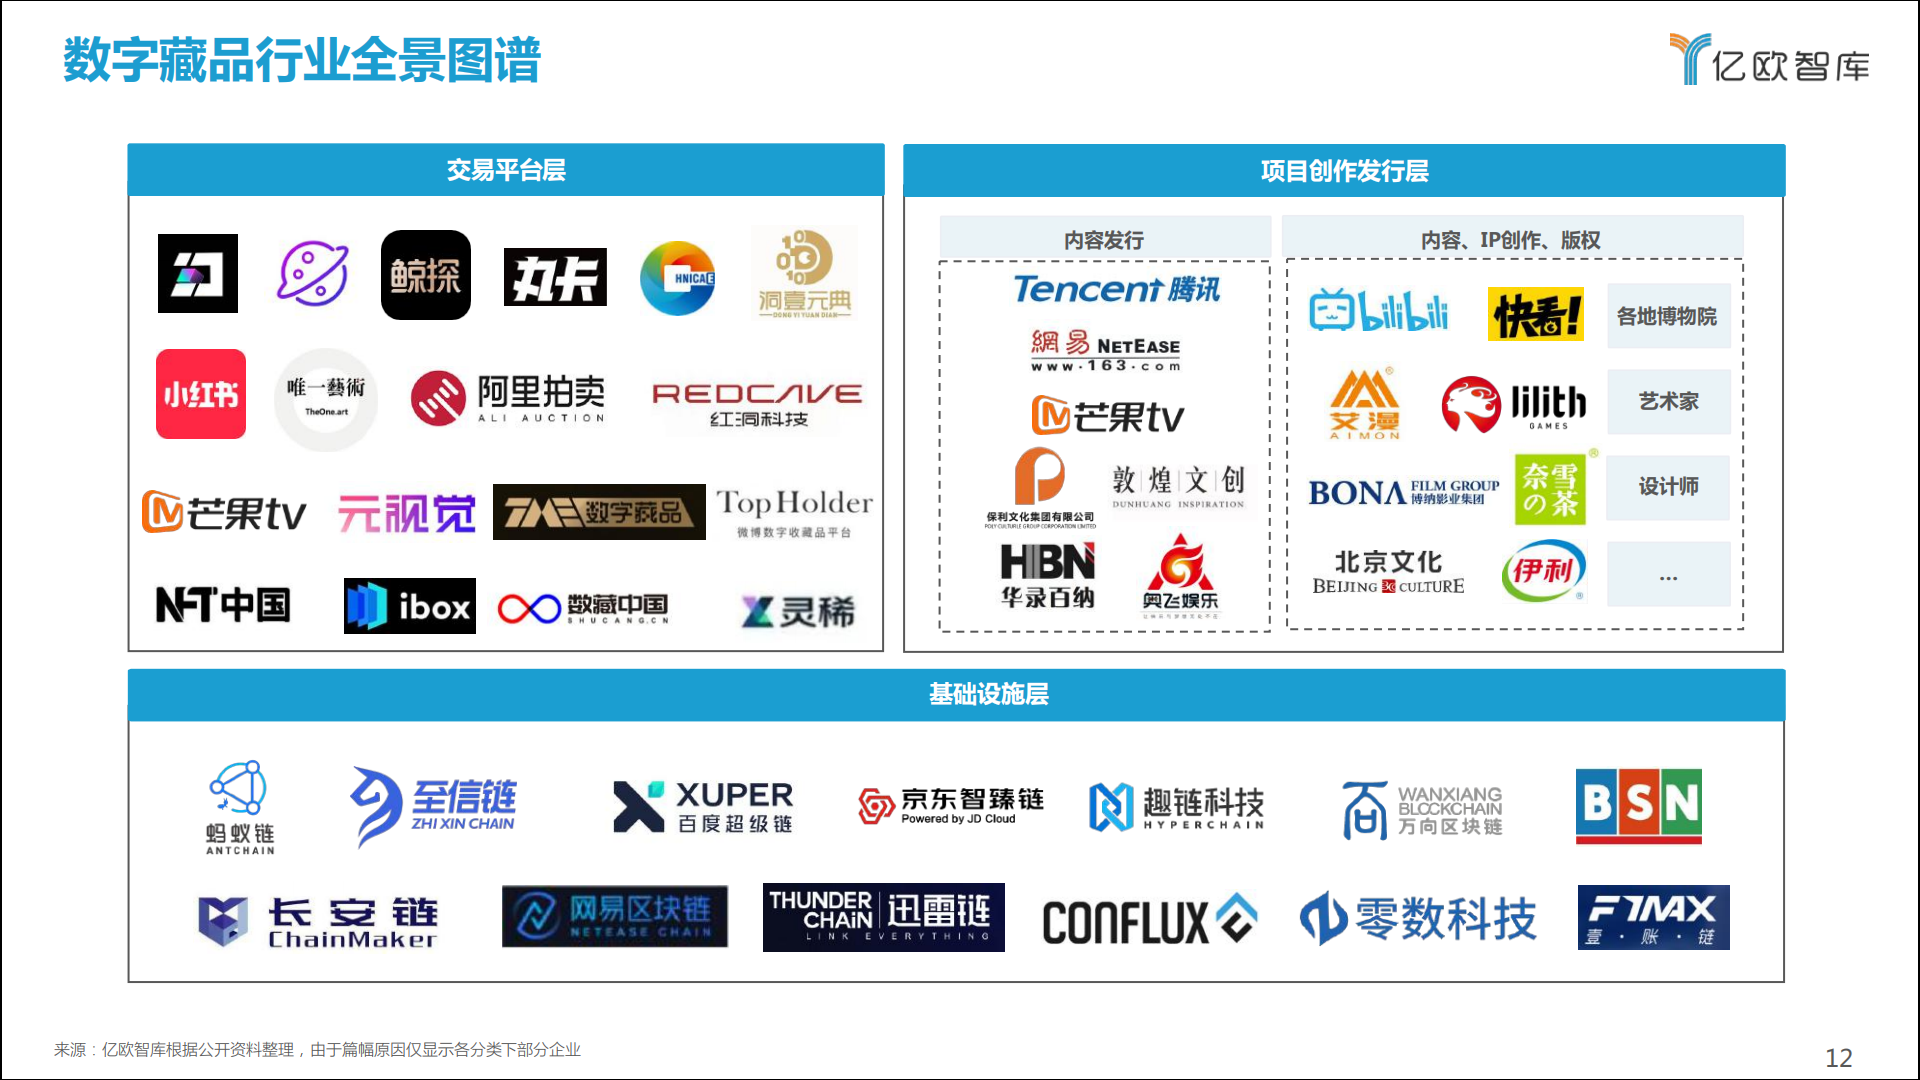 数字藏品行业全景图谱
亿欧智库
交易平台层
鲸探
丸卡
HNICAE
洞壹元典
DONG YI YUAN DIAN
小红书
唯一藝術
TheOne.art
阿里拍卖
ALI AUCTION
REDCAVE
红洞科技
芒果tv
元视觉
TME数字藏品
TopHolder
微博数字收藏品平台
NFT中国
ibox
数藏中国
SHUCANG.CN
灵稀
项目创作发行层
内容发行
Tencent 腾讯
網易 NETEASE
www.163.com
芒果tv
保利文化集团有限公司
POLY CULTURE GROUP CORPORATION LIMITED
敦煌文创
DUNHUANG INSPIRATION
HBN
华录百纳
奥飞娱乐
内容、IP创作、版权
bilibili
快看!
各地博物院
艾漫
AIMON
lilith
GAMES
艺术家
BONA FILM GROUP
博纳影业集团
奈雪
の茶
设计师
北京文化
BEIJING BC CULTURE
伊利
...
基础设施层
蚂蚁链
ANTCHAIN
至信链
ZHI XIN CHAIN
XUPER
百度超级链
京东智臻链
Powered by JD Cloud
趣链科技
HYPERCHAIN
WANXIANG
BLOCKCHAIN
万向区块链
BSN
长安链
ChainMaker
网易区块链
NETEASE CHAIN
THUNDER
CHAiN
迅雷链
LINK EVERYTHING
CONFLUX
零数科技
F1MAX
壹·账·链
来源：亿欧智库根据公开资料整理，由于篇幅原因仅显示各分类下部分企业
12